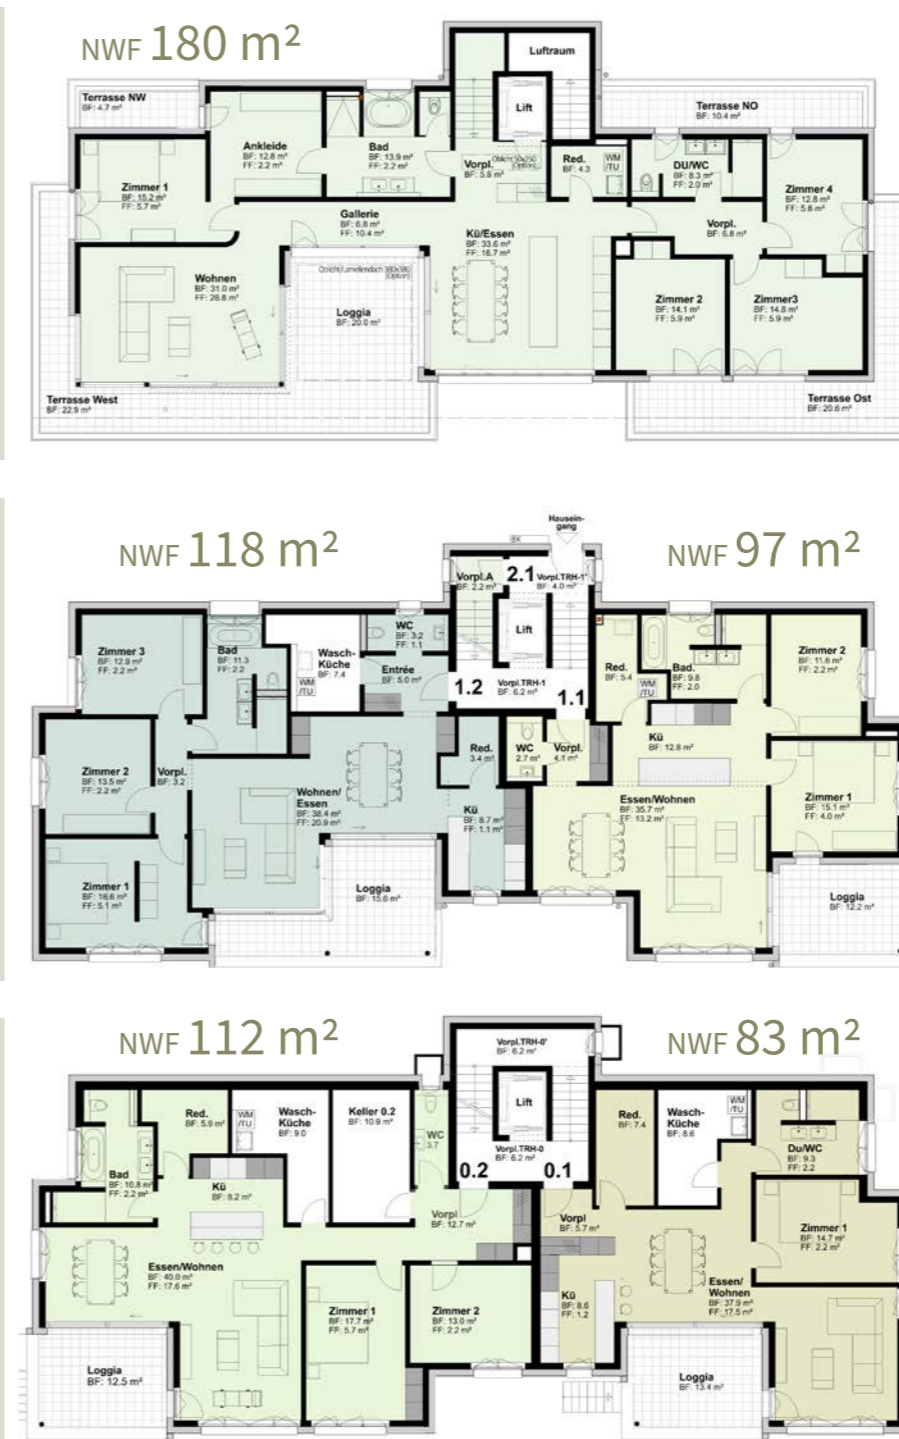 NWF 180 m²
Luftraum
Terrasse NW
BF: 4.7 m²
Lift
Terrasse NO
BF: 10.4 m²
Ankleide
BF: 12.8 m²
FF: 2.2 m²
Bad
BF: 13.9 m²
FF: 2.2 m²
Vorpl.
BF: 5.8 m²
Red.
BF: 4.3
WM
/TU
DU/WC
BF: 8.3 m²
FF: 2.0 m²
Zimmer 1
BF: 15.2 m²
FF: 5.7 m²
Zimmer 4
BF: 12.8 m²
FF: 5.8 m²
Gallerie
BF: 6.8 m²
FF: 10.4 m²
Kü/Essen
BF: 33.6 m²
FF: 16.7 m²
Vorpl.
BF: 6.8 m²
Wohnen
BF: 31.0 m²
FF: 28.8 m²
Oblicht/Lamellendach 380x380
(Option)
Loggia
BF: 20.0 m²
Zimmer 2
BF: 14.1 m²
FF: 5.9 m²
Zimmer3
BF: 14.8 m²
FF: 5.9 m²
Terrasse West
BF: 22.9 m²
Terrasse Ost
BF: 20.6 m²
Hausein-
gang
NWF 118 m²
BK
NWF 97 m²
Vorpl.A
BF: 2.2 m²
2.1
Vorpl.TRH-1'
BF: 4.0 m²
Lift
Zimmer 3
BF: 12.9 m²
FF: 2.2 m²
Bad
BF: 11.3
FF: 2.2
Wasch-
Küche
BF: 7.4
WM
/TU
WC
BF: 3.2
FF: 1.1
Entrée
BF: 5.0 m²
1.2
Vorpl.TRH-1
BF: 6.2 m²
1.1
Red.
BF: 5.4
WM
/TU
Bad.
BF: 9.8
FF: 2.0
Zimmer 2
BF: 11.6 m²
FF: 2.2 m²
Zimmer 2
BF: 13.5 m²
FF: 2.2 m²
Vorpl.
BF: 3.2
Red.
3.4 m²
WC
2.7 m²
Vorpl.
4.1 m²
Kü
BF: 12.8 m²
Wohnen/
Essen
BF: 38.4 m²
FF: 20.9 m²
Kü
BF: 8.7 m²
FF: 1.1 m²
Essen/Wohnen
BF: 35.7 m²
FF: 13.2 m²
Zimmer 1
BF: 15.1 m²
FF: 4.0 m²
Zimmer 1
BF: 18.6 m²
FF: 5.1 m²
Loggia
BF: 15.6 m²
Loggia
BF: 12.2 m²
NWF 112 m²
NWF 83 m²
Vorpl.TRH-0'
BF: 6.2 m²
Lift
Red.
BF: 5.9 m²
WM
/TU
Wasch-
Küche
BF: 9.0
Keller 0.2
BF: 10.9 m²
WC
3.7
Vorpl.TRH-0
BF: 6.2 m²
0.2
0.1
Red.
BF: 7.4
Wasch-
Küche
BF: 8.6
WM
/TU
Du/WC
BF: 9.3
FF: 2.2
Bad
BF: 10.8 m²
FF: 2.2 m²
Kü
BF: 8.2 m²
Vorpl
BF: 12.7 m²
Vorpl
BF: 5.7 m²
Zimmer 1
BF: 14.7 m²
FF: 2.2 m²
Essen/Wohnen
BF: 40.0 m²
FF: 17.6 m²
Essen/
Wohnen
BF: 37.9 m²
FF: 17.5 m²
Kü
BF: 8.6
FF: 1.2
Zimmer 1
BF: 17.7 m²
FF: 5.7 m²
Zimmer 2
BF: 13.0 m²
FF: 2.2 m²
Loggia
BF: 12.5 m²
Loggia
BF: 13.4 m²